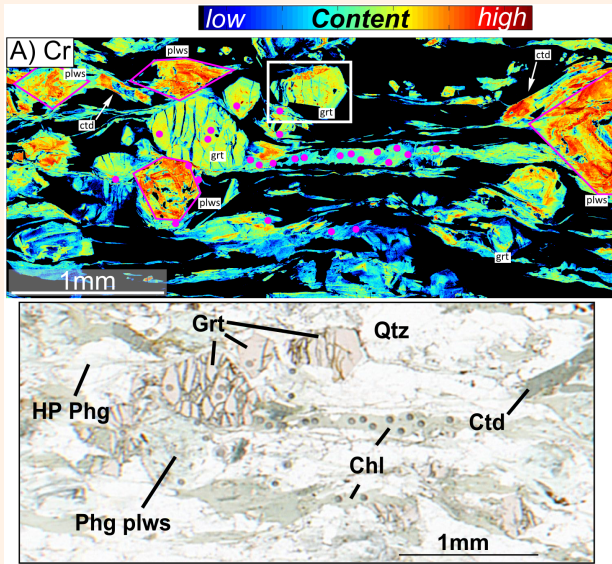 low Content high
A) Cr
plws
plws
ctd
ctd
grt
grt
plws
plws
grt
1mm
Grt
Qtz
HP Phg
Ctd
Chl
Phg plws
1mm